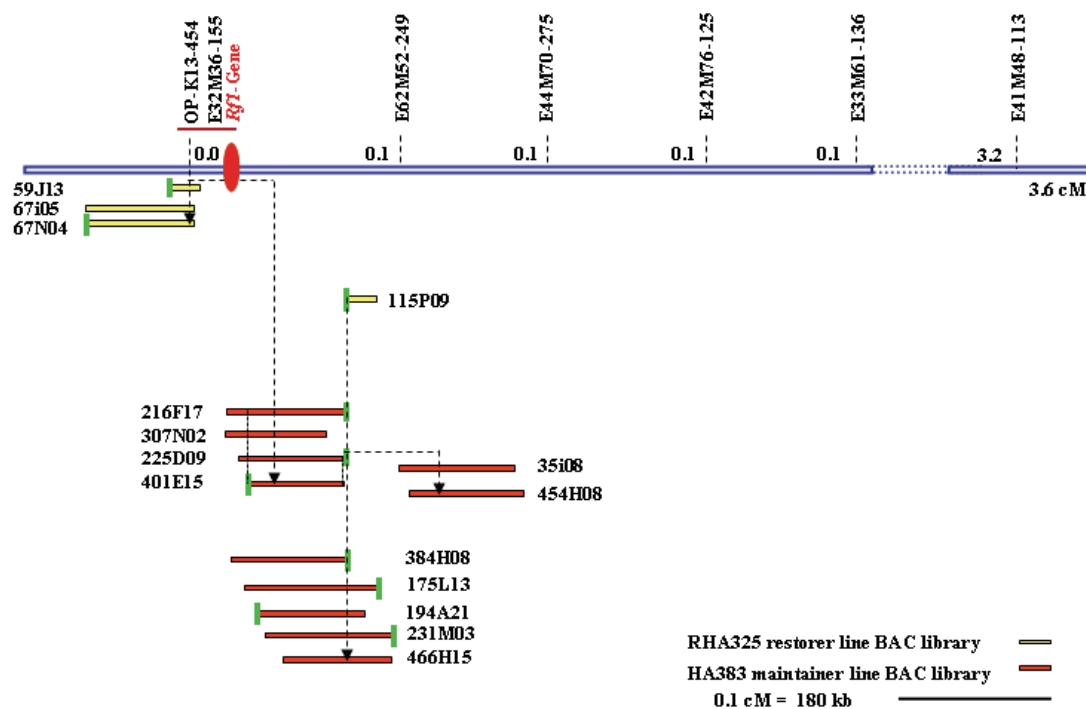 OP-K13-454
E32M36-155
Rf1-Gene
E62M52-249
E44M70-275
E42M76-125
E33M61-136
E41M48-113
0.0
0.1
0.1
0.1
0.1
3.2
3.6 cM
59J13
67i05
67N04
115P09
216F17
307N02
225D09
401E15
35i08
454H08
384H08
175L13
194A21
231M03
466H15
RHA325 restorer line BAC library
HA383 maintainer line BAC library
0.1 cM = 180 kb